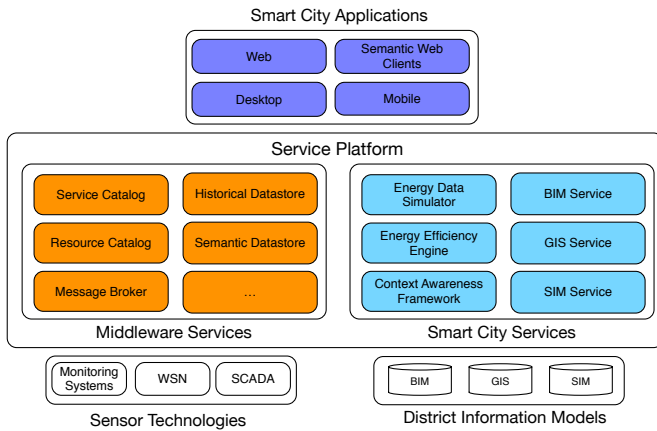 Smart City Applications
Web
Semantic Web
Clients
Desktop
Mobile
Service Platform
Service Catalog
Historical Datastore
Resource Catalog
Semantic Datastore
Message Broker
…
Middleware Services
Energy Data
Simulator
BIM Service
Energy Efficiency
Engine
GIS Service
Context Awareness
Framework
SIM Service
Smart City Services
Monitoring
Systems
WSN
SCADA
Sensor Technologies
BIM
GIS
SIM
District Information Models